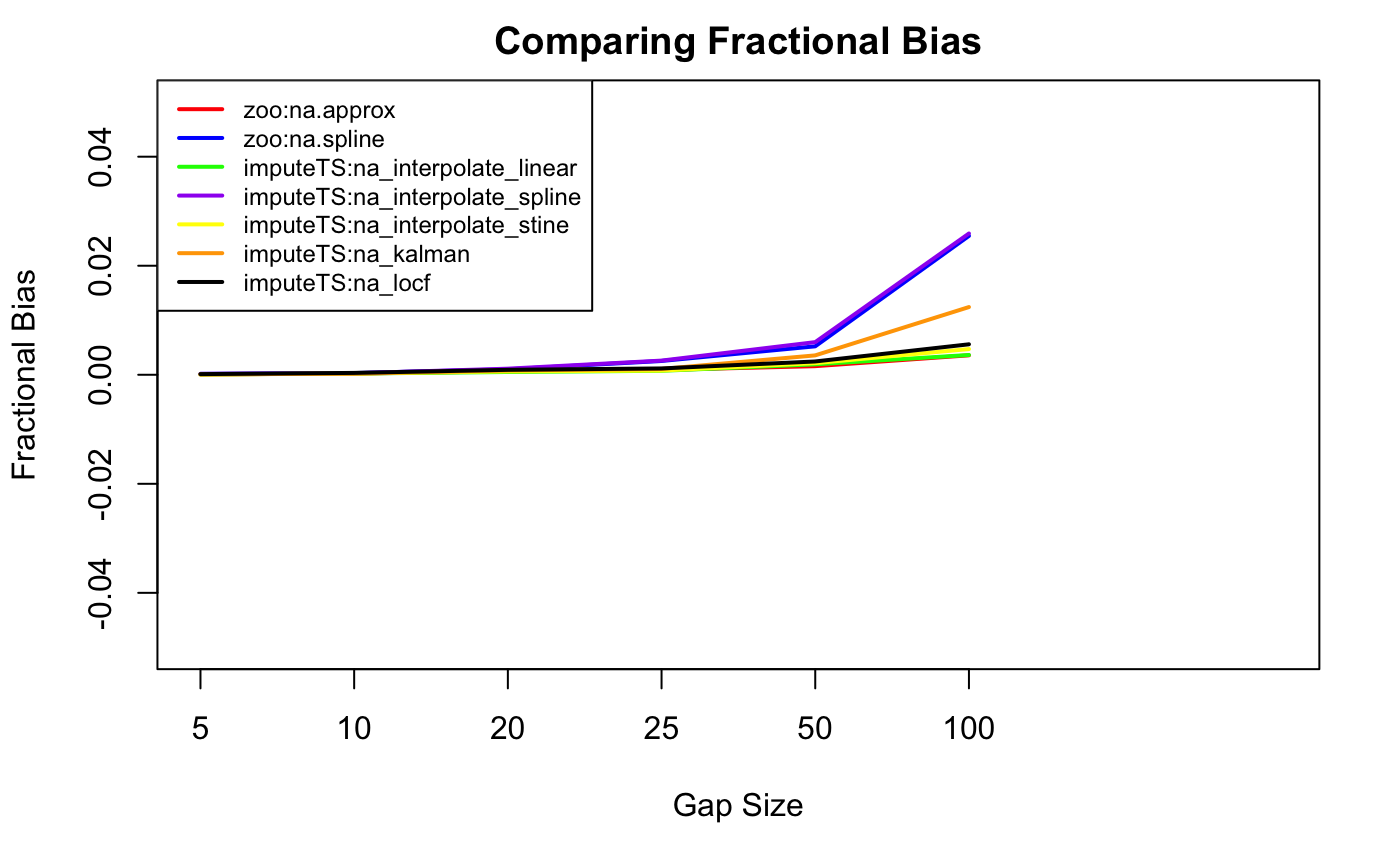 Comparing Fractional Bias
zoo:na.approx
zoo:na.spline
imputeTS:na_interpolate_linear
imputeTS:na_interpolate_spline
imputeTS:na_interpolate_stine
imputeTS:na_kalman
imputeTS:na_locf
Fractional Bias
0.04
0.02
0.00
-0.02
-0.04
5 10 20 25 50 100
Gap Size